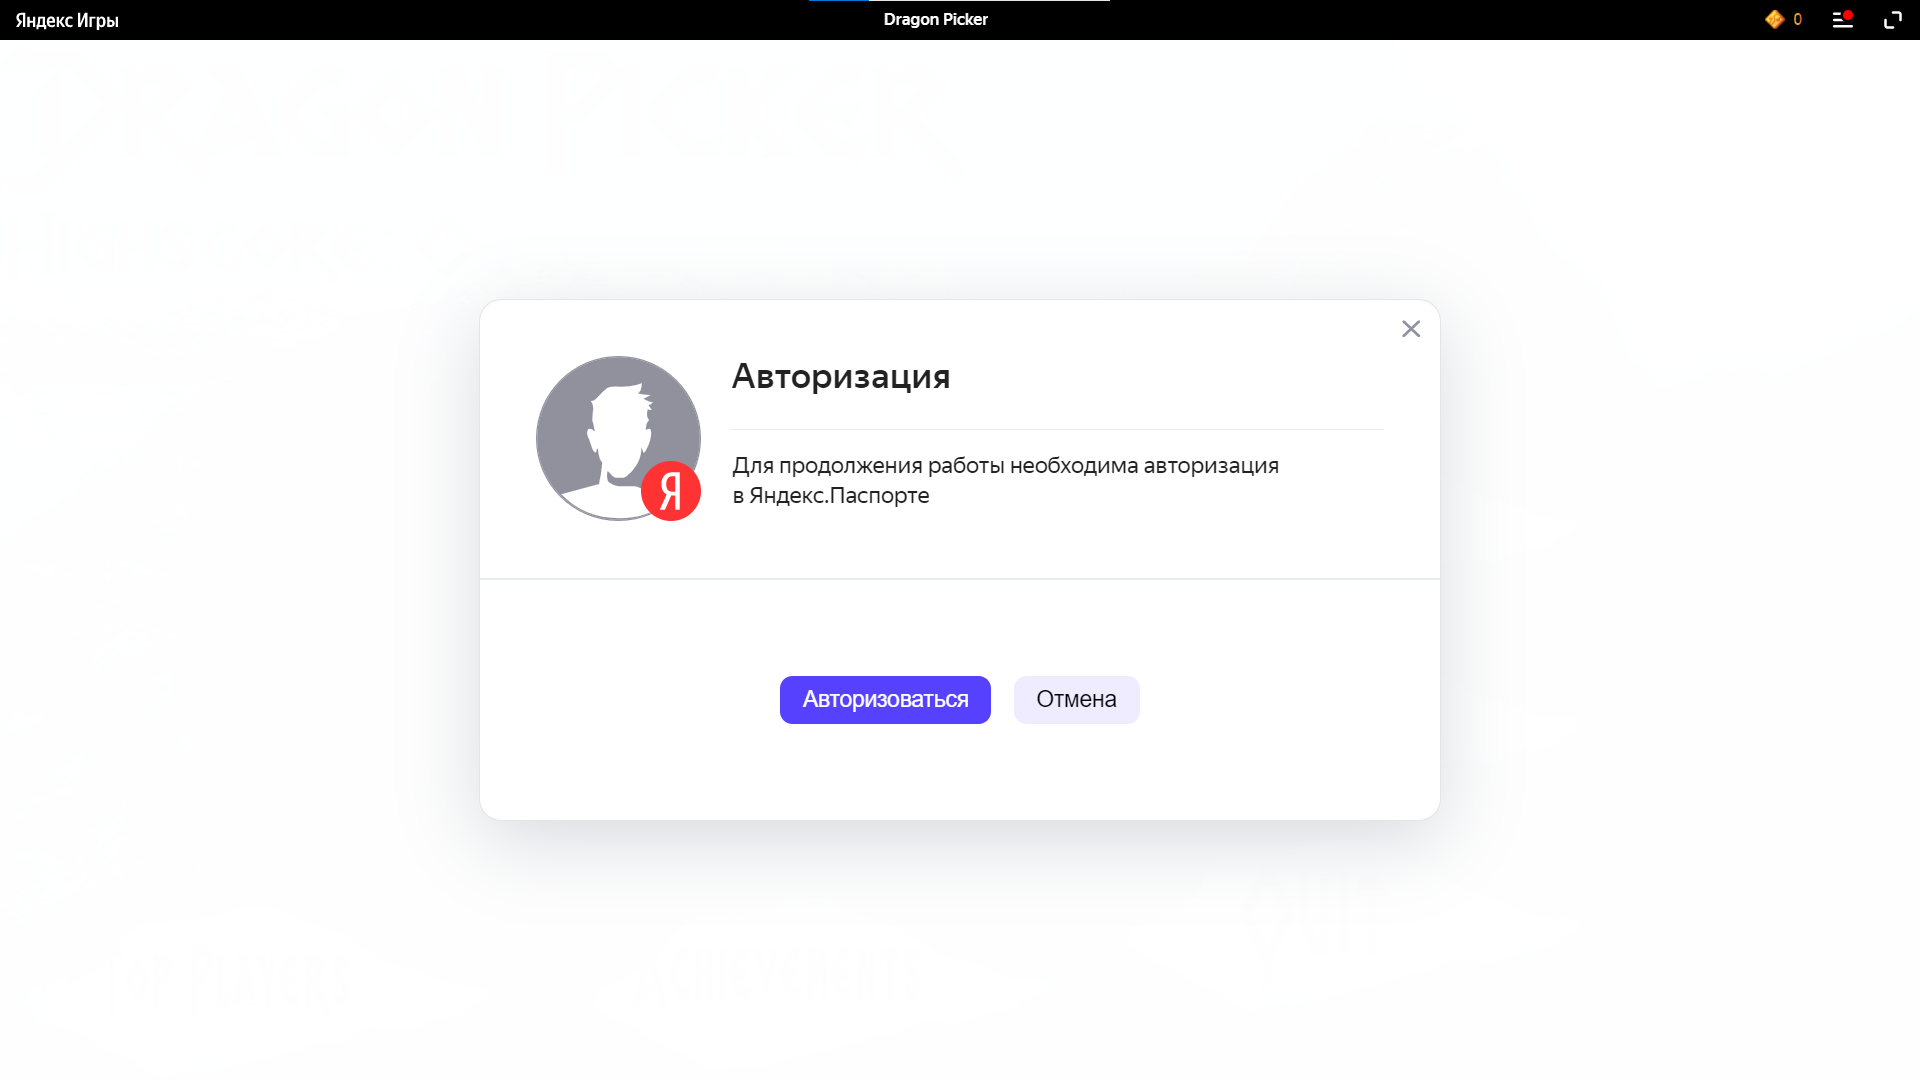 Яндекс Игры
Dragon Picker
0
Авторизация
Для продолжения работы необходима авторизация
в Яндекс.Паспорте
Я
Авторизоваться
Отмена